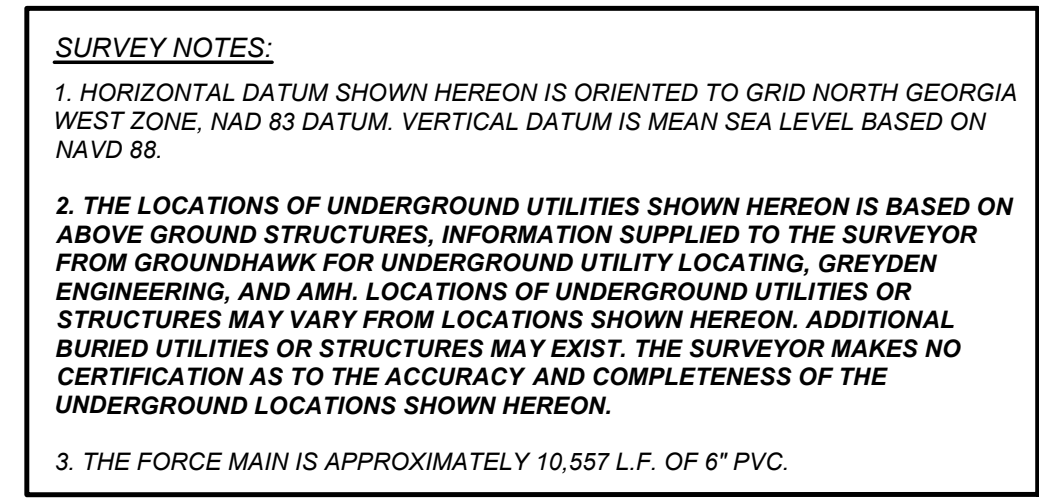 SURVEY NOTES:
1. HORIZONTAL DATUM SHOWN HEREON IS ORIENTED TO GRID NORTH GEORGIA
WEST ZONE, NAD 83 DATUM. VERTICAL DATUM IS MEAN SEA LEVEL BASED ON
NAVD 88.
2. THE LOCATIONS OF UNDERGROUND UTILITIES SHOWN HEREON IS BASED ON
ABOVE GROUND STRUCTURES, INFORMATION SUPPLIED TO THE SURVEYOR
FROM GROUNDHAWK FOR UNDERGROUND UTILITY LOCATING, GREYDEN
ENGINEERING, AND AMH. LOCATIONS OF UNDERGROUND UTILITIES OR
STRUCTURES MAY VARY FROM LOCATIONS SHOWN HEREON. ADDITIONAL
BURIED UTILITIES OR STRUCTURES MAY EXIST. THE SURVEYOR MAKES NO
CERTIFICATION AS TO THE ACCURACY AND COMPLETENESS OF THE
UNDERGROUND LOCATIONS SHOWN HEREON.
3. THE FORCE MAIN IS APPROXIMATELY 10,557 L.F. OF 6" PVC.